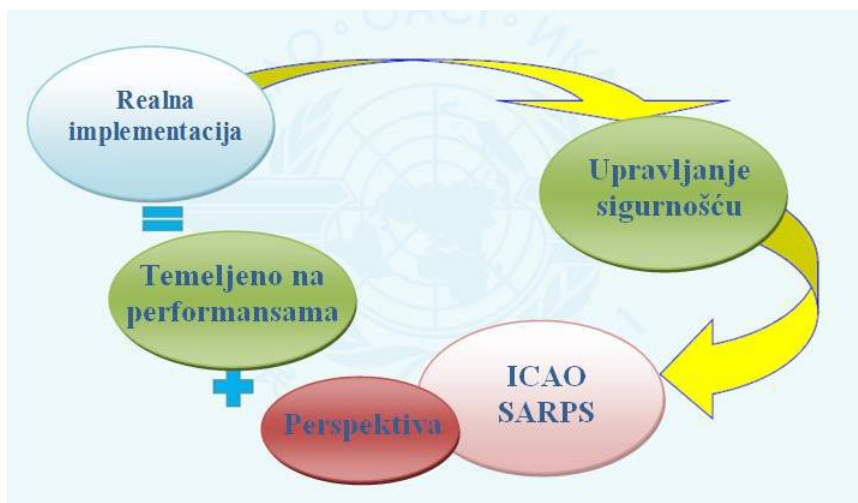 Realna
implementacija
Upravljanje
sigurnošću
Temeljeno na
performansama
ICAO
SARPS
Perspektiva